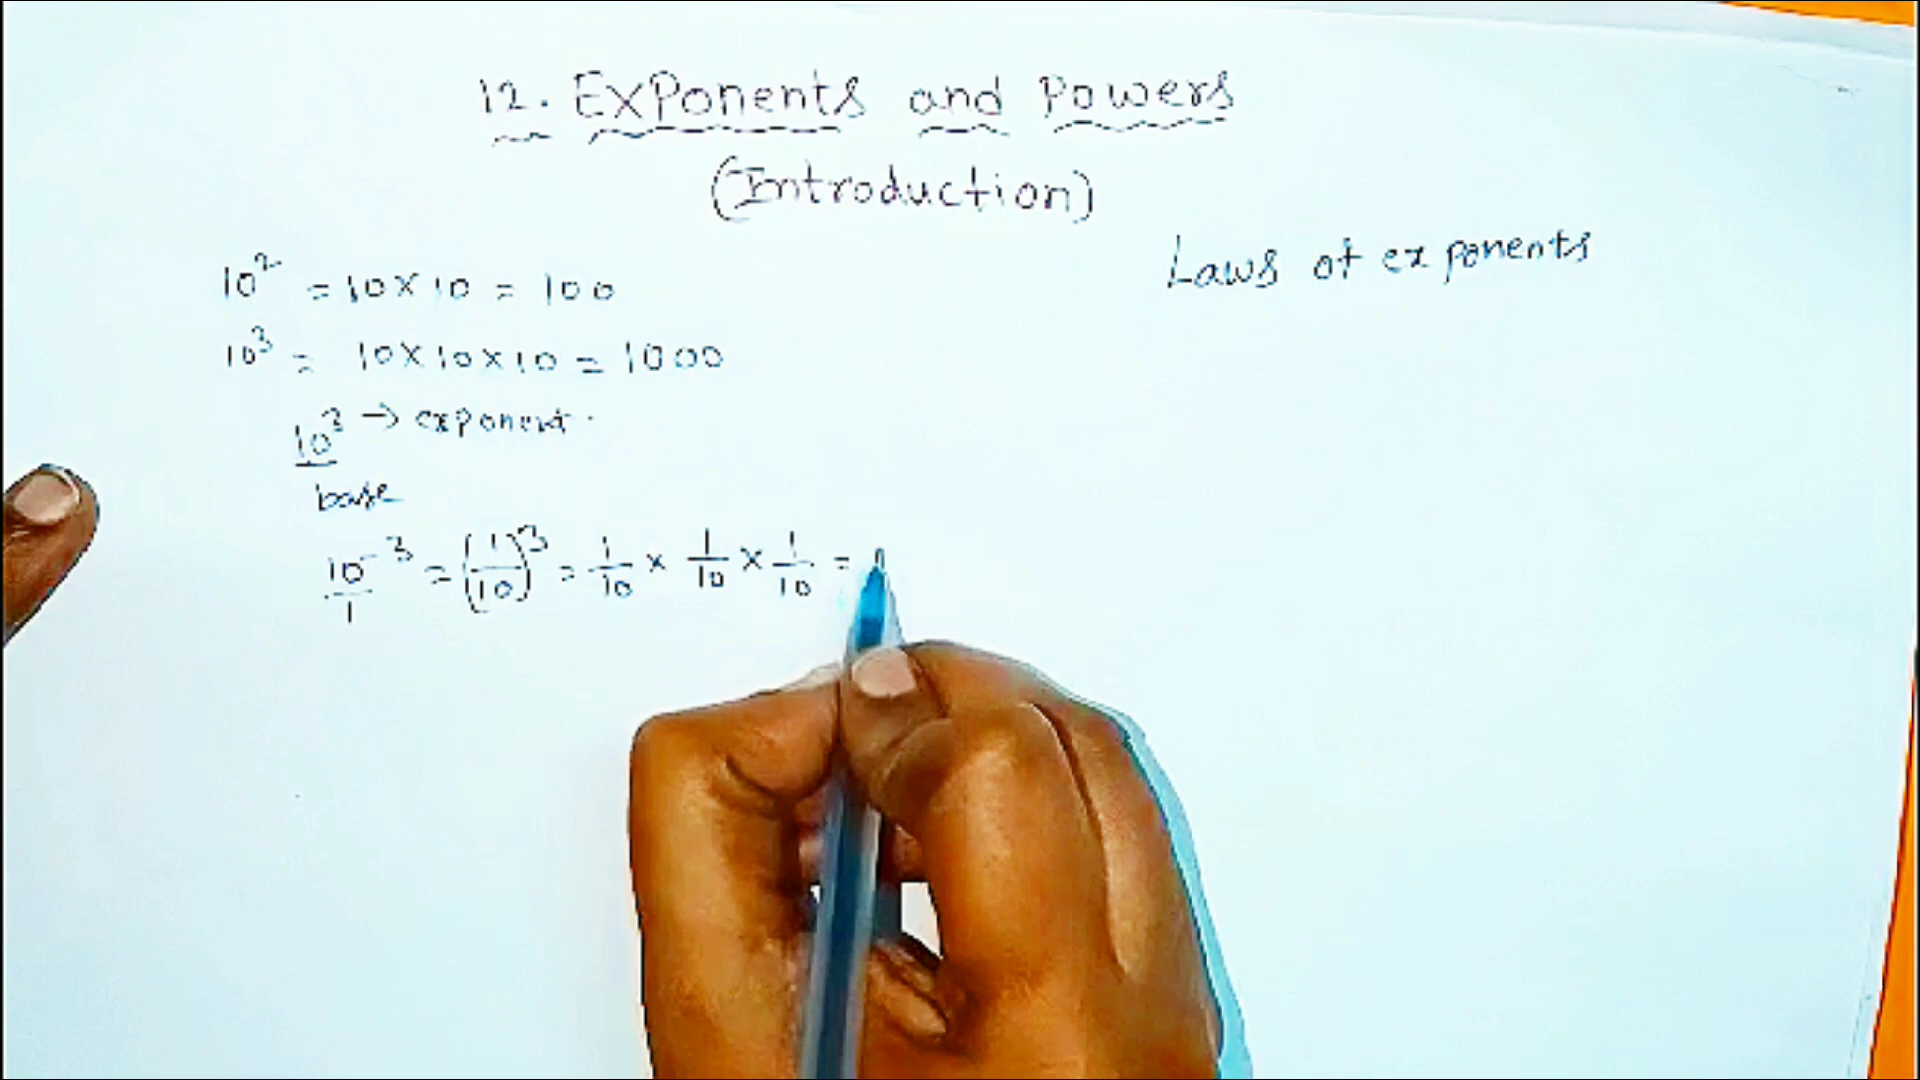 12. Exponents and Powers
(Introduction)
Laws of exponents
10² = 10 × 10 = 100
10³ = 10 × 10 × 10 = 1000
10³ → exponent.
base
10⁻³/1 = (1/10)³ = 1/10 × 1/10 × 1/10 = 1